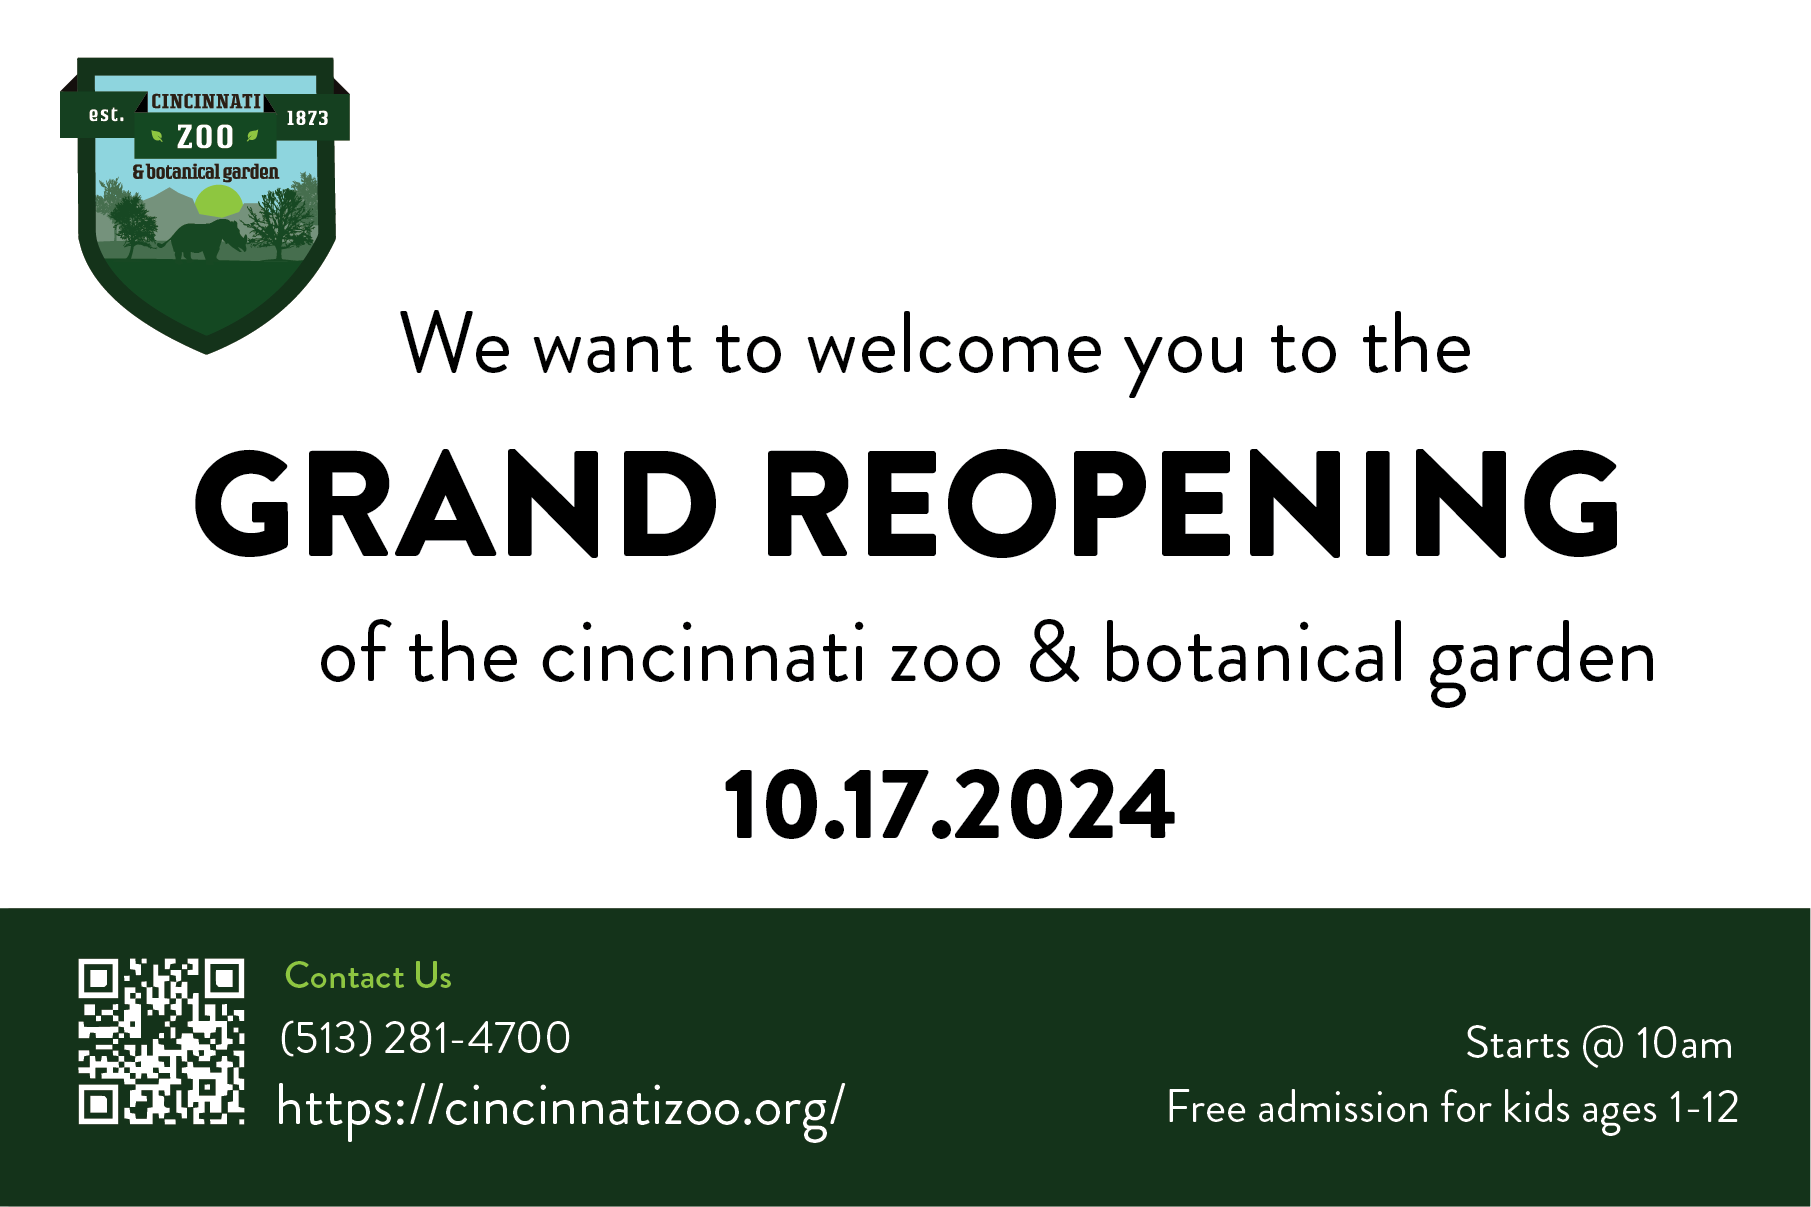 est.
CINCINNATI
ZOO
1873
& botanical garden
We want to welcome you to the
GRAND REOPENING
of the cincinnati zoo & botanical garden
10.17.2024
Contact Us
(513) 281-4700
https://cincinnatizoo.org/
Starts @ 10am
Free admission for kids ages 1-12